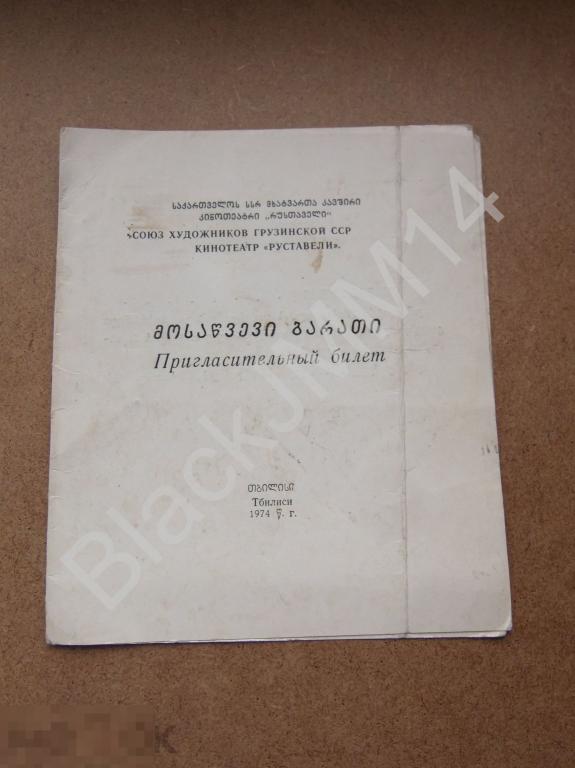 საქართველოს სსრ მხატვართა კავშირი
კინოთეატრი „რუსთაველი“
СОЮЗ ХУДОЖНИКОВ ГРУЗИНСКОЙ ССР
КИНОТЕАТР «РУСТАВЕЛИ».
მოსაწვევი ბარათი
Пригласительный билет
თბილისი
Тбилиси
1974 წ. г.
BlackJMM14